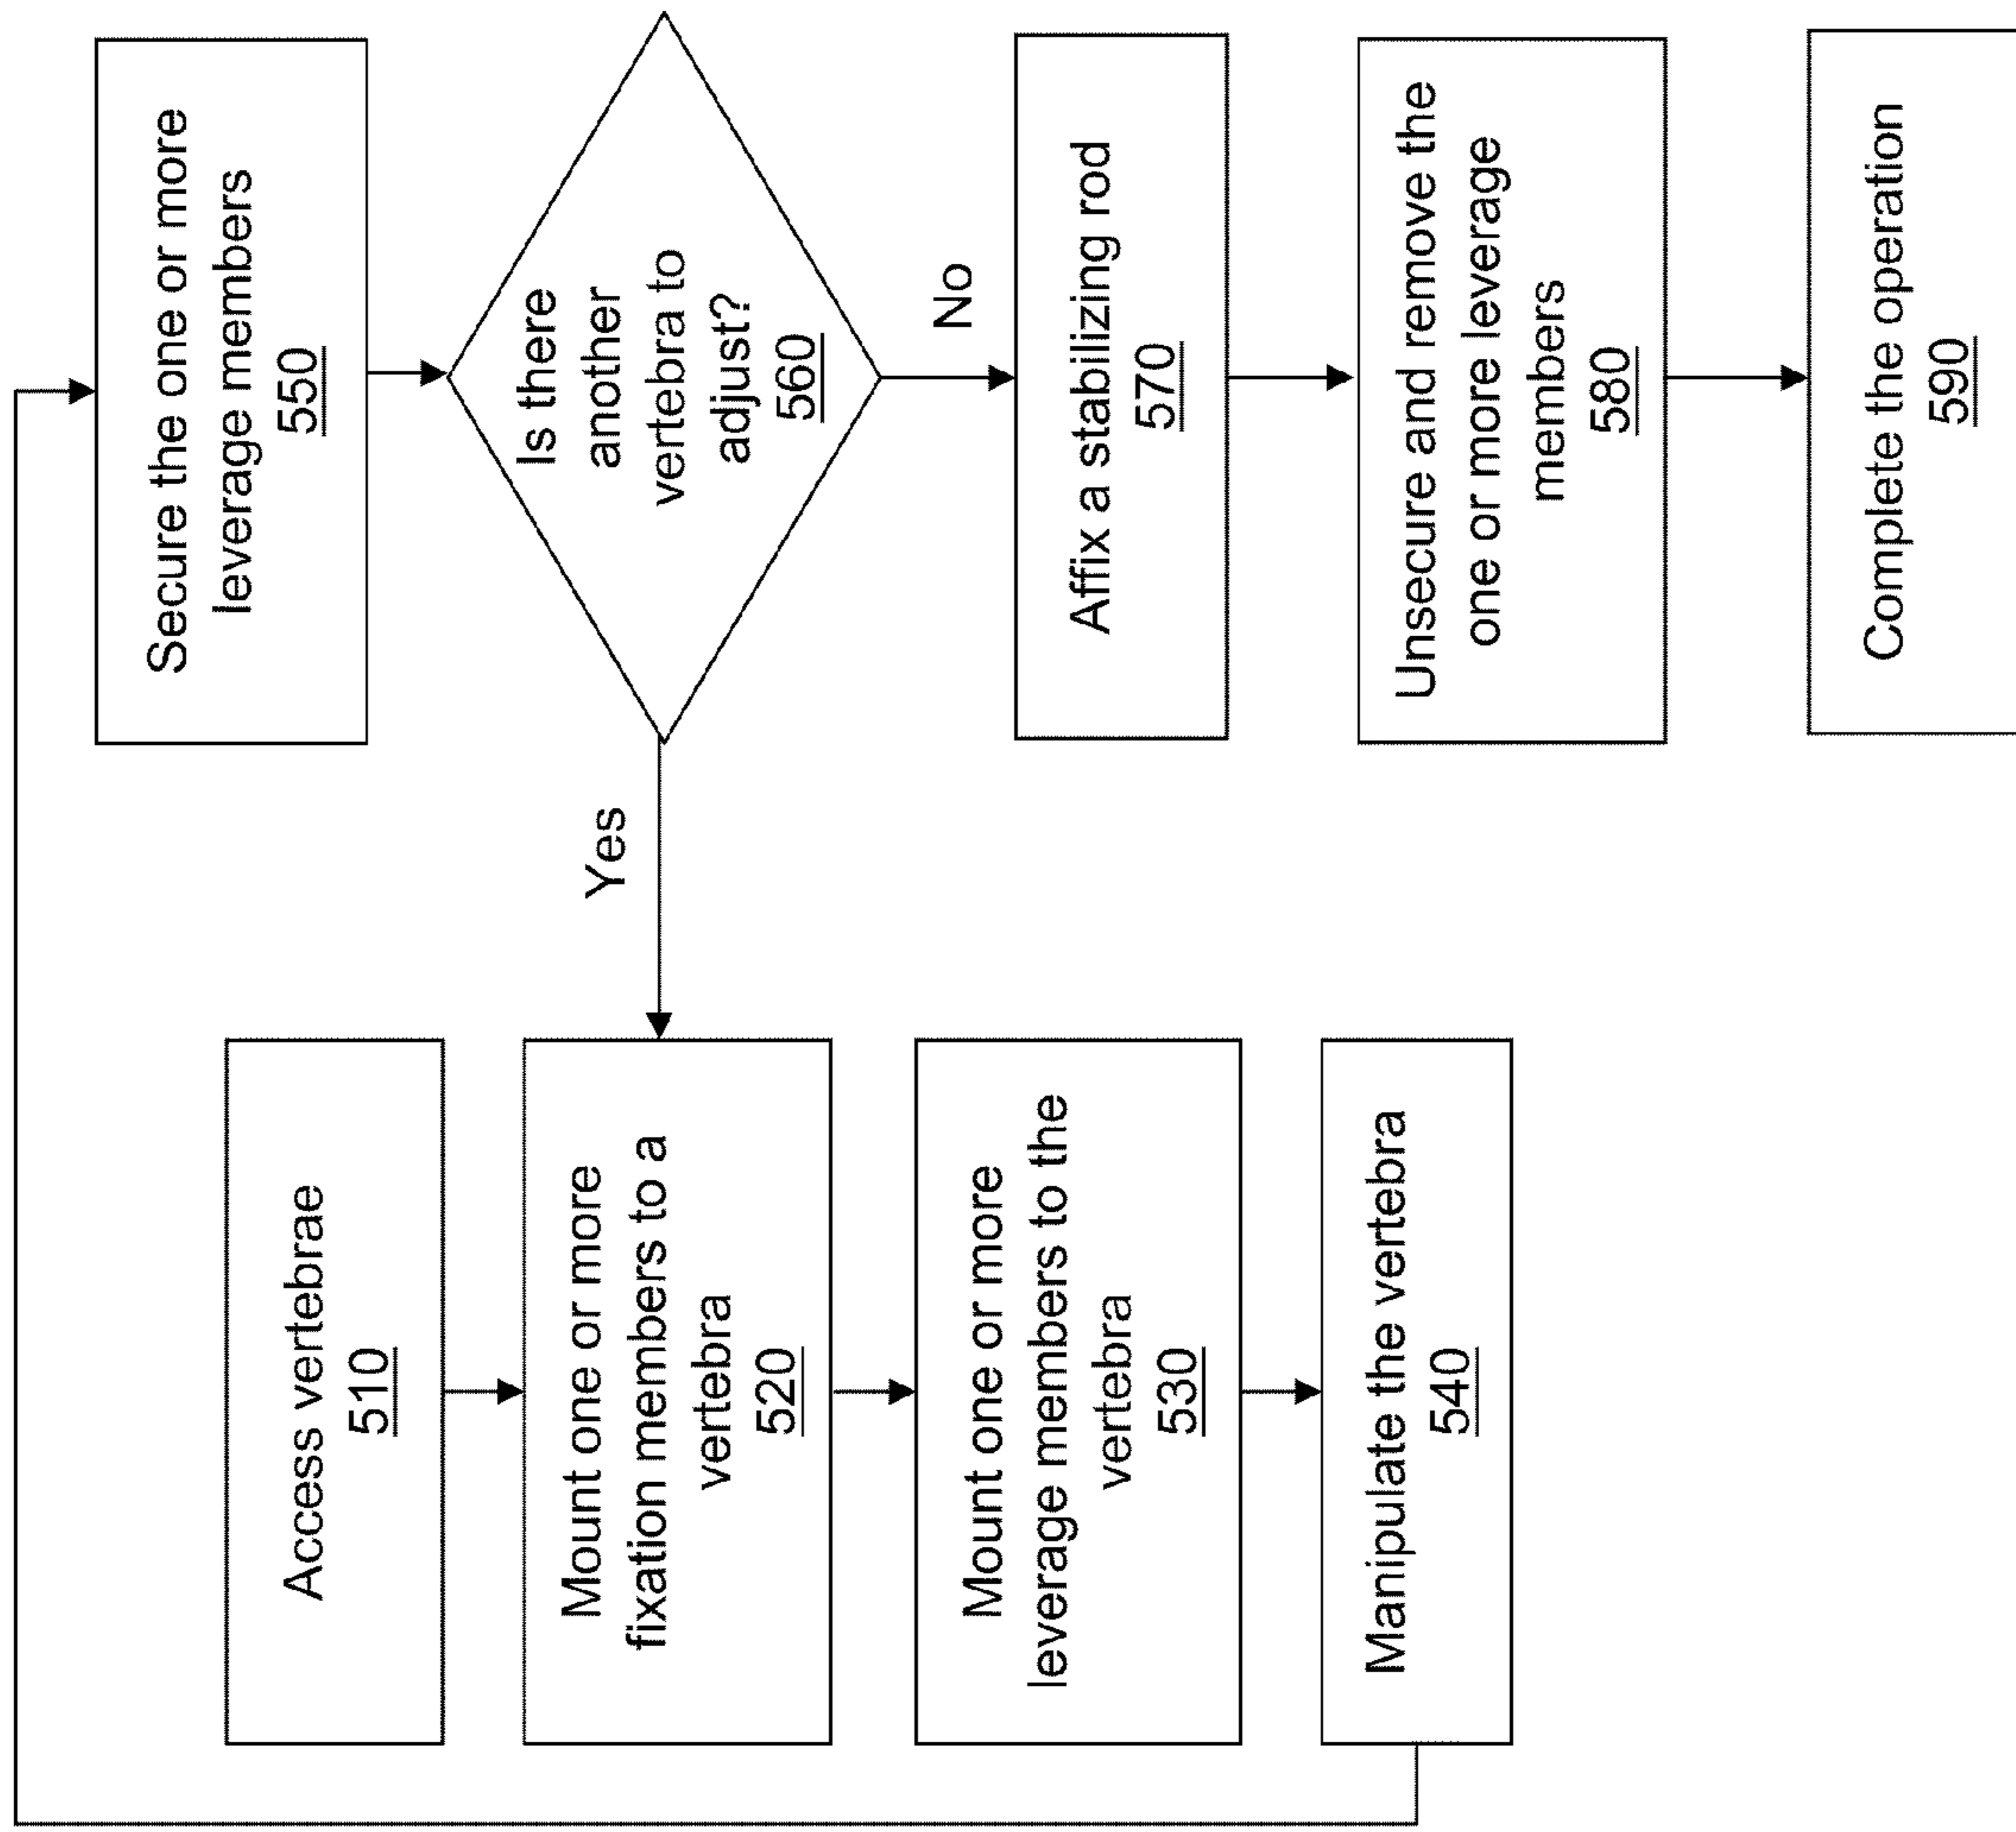 Access vertebrae
510
Mount one or more
fixation members to a
vertebra
520
Mount one or more
leverage members to the
vertebra
530
Manipulate the vertebra
540
Secure the one or more
leverage members
550
Is there
another
vertebra to
adjust?
560
Yes
No
Affix a stabilizing rod
570
Unsecure and remove the
one or more leverage
members
580
Complete the operation
590